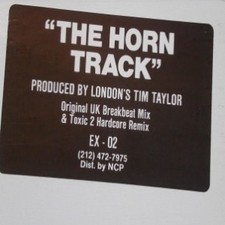 "THE HORN
TRACK"
PRODUCED BY LONDON'S TIM TAYLOR
Original UK Breakbeat Mix
& Toxic 2 Hardcore Remix
EX - 02
(212) 472-7975
Dist. by NCP